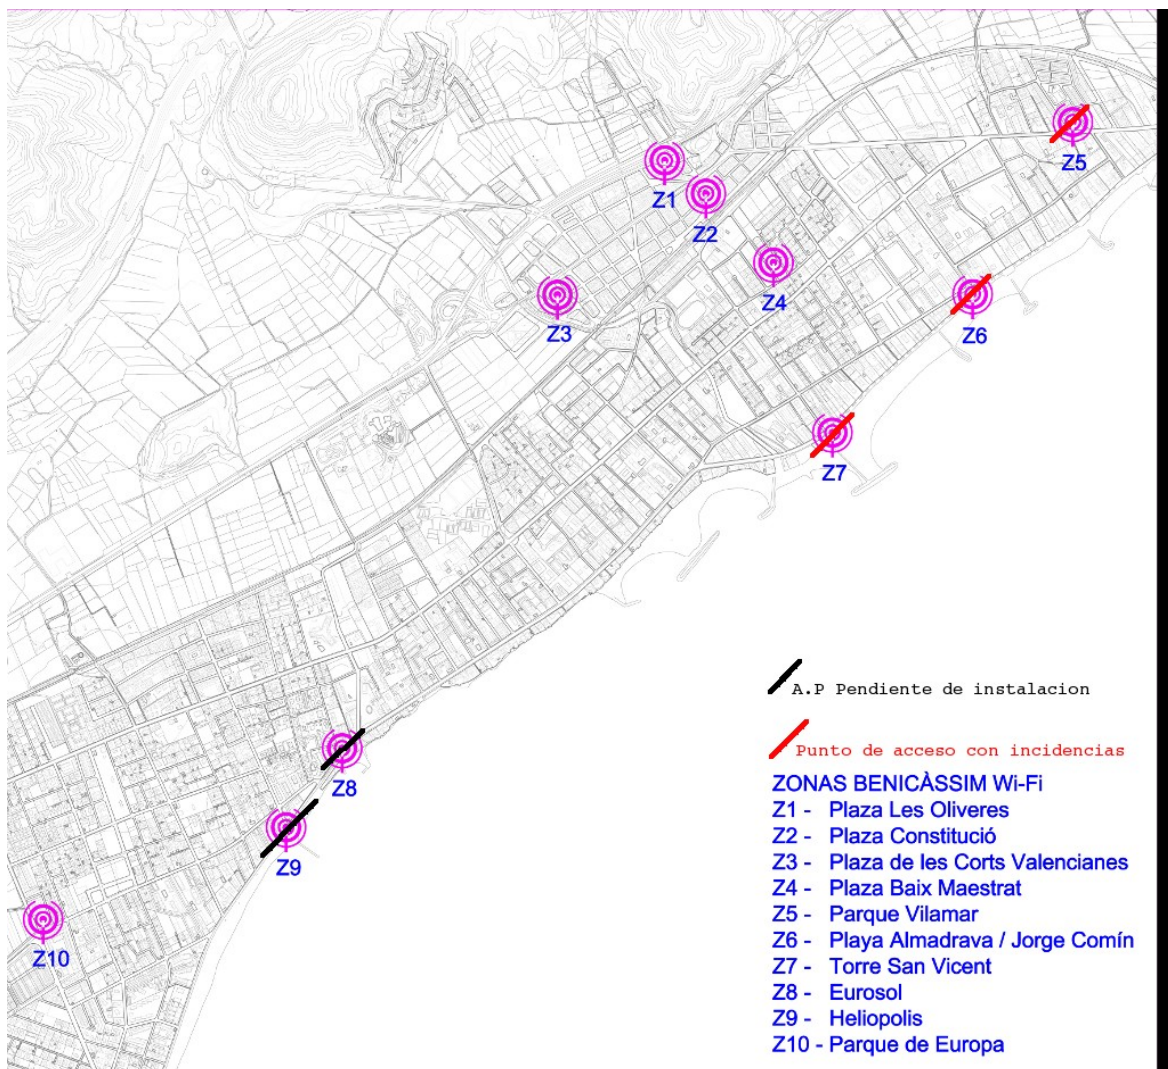 Z5
Z1
Z2
Z4
Z3
Z6
Z7
A.P Pendiente de instalacion
Punto de acceso con incidencias
Z8
ZONAS BENICÀSSIM Wi-Fi
Z1 - Plaza Les Oliveres
Z2 - Plaza Constitució
Z9
Z3 - Plaza de les Corts Valencianes
Z4 - Plaza Baix Maestrat
Z5 - Parque Vilamar
Z10
Z6 - Playa Almadrava / Jorge Comín
Z7 - Torre San Vicent
Z8 - Eurosol
Z9 - Heliopolis
Z10 - Parque de Europa